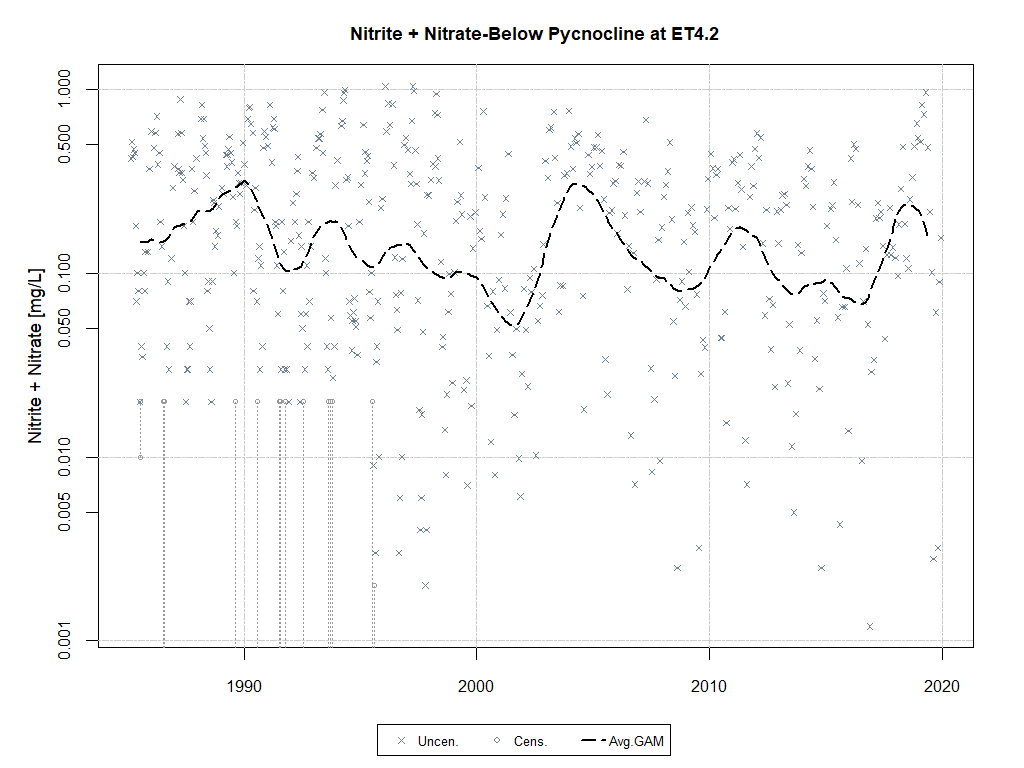 Nitrite + Nitrate-Below Pycnocline at ET4.2
Nitrite + Nitrate [mg/L]
1.000
0.500
0.100
0.050
0.010
0.005
0.001
1990 2000 2010 2020
Uncen. Cens. Avg.GAM